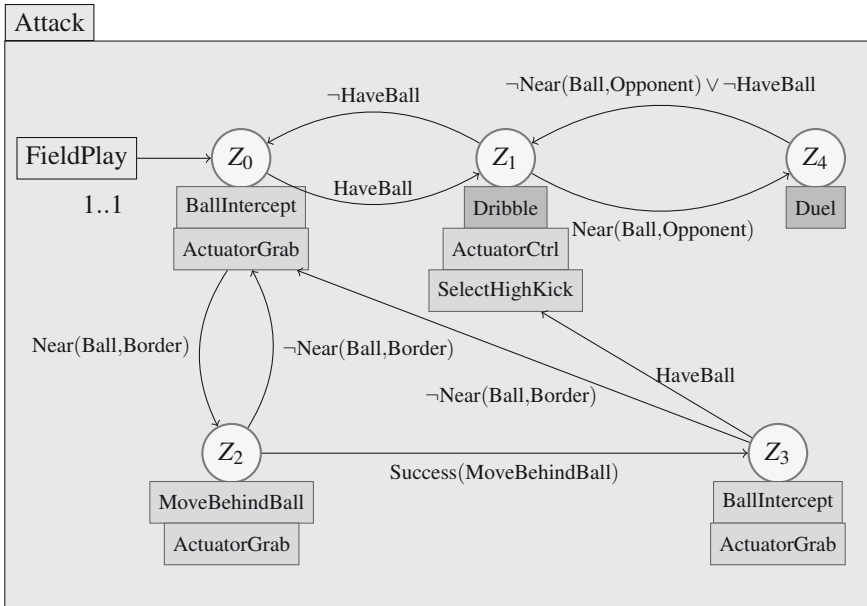 Attack
¬Near(Ball,Opponent) ∨ ¬HaveBall
¬HaveBall
FieldPlay
Z0
Z1
Z4
HaveBall
1..1
BallIntercept
Dribble
Duel
Near(Ball,Opponent)
ActuatorGrab
ActuatorCtrl
SelectHighKick
Near(Ball,Border)
¬Near(Ball,Border)
HaveBall
¬Near(Ball,Border)
Z2
Z3
Success(MoveBehindBall)
MoveBehindBall
BallIntercept
ActuatorGrab
ActuatorGrab